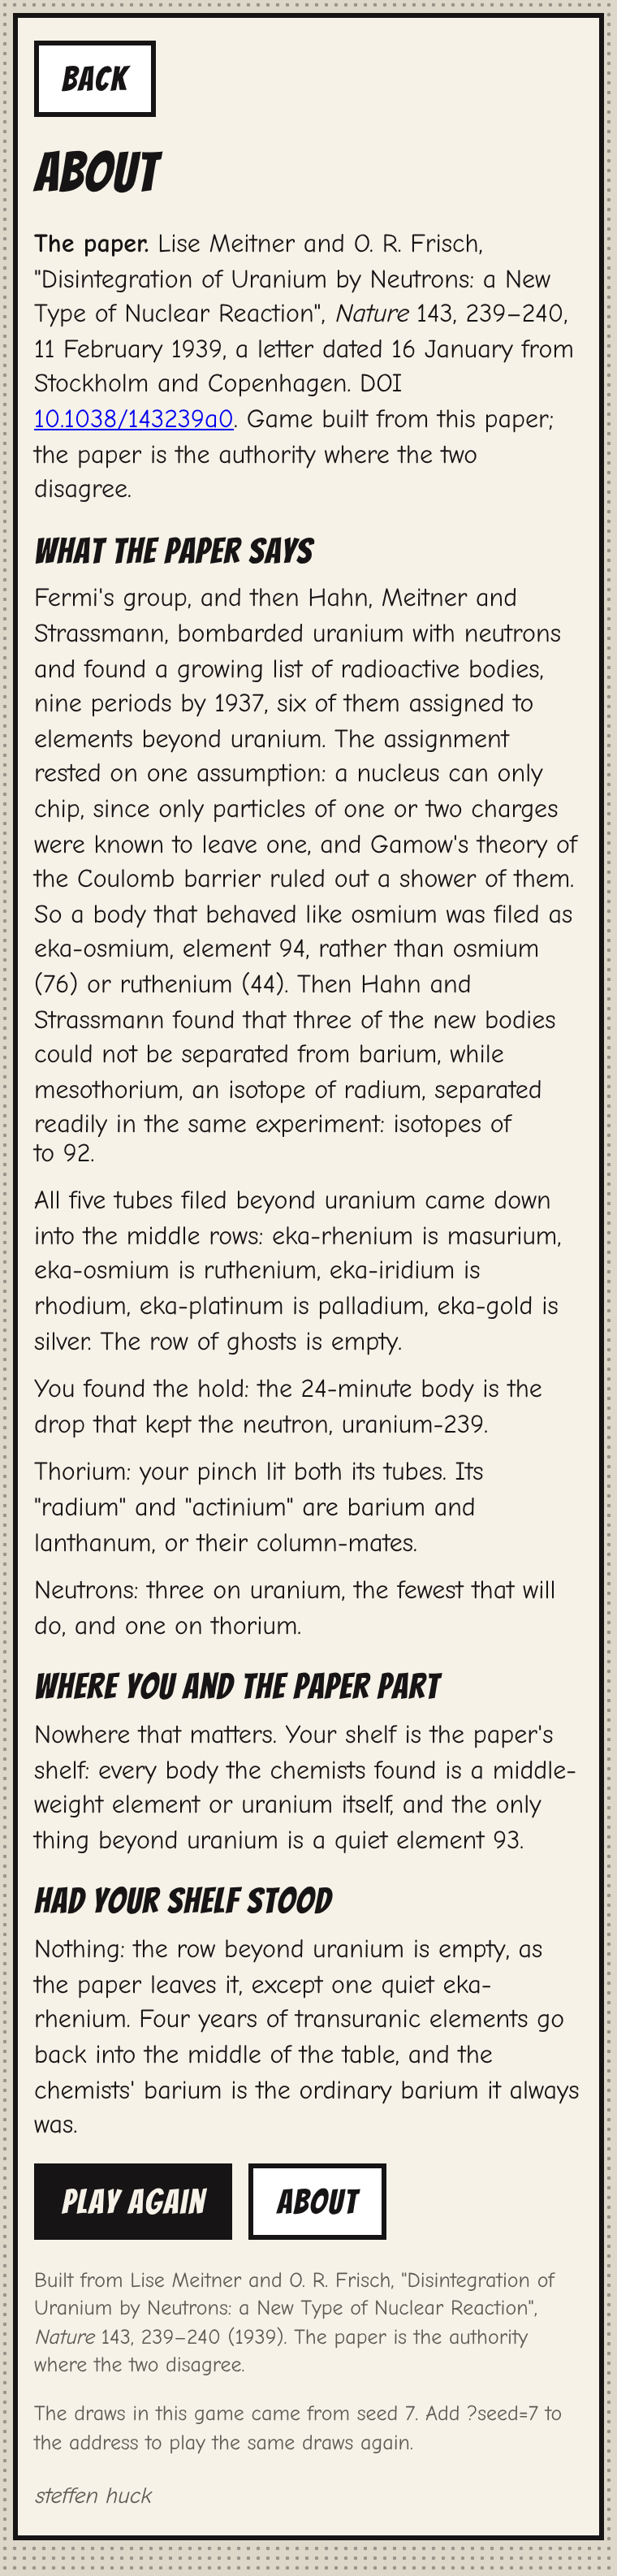 BACK
ABOUT
The paper. Lise Meitner and O. R. Frisch,
"Disintegration of Uranium by Neutrons: a New
Type of Nuclear Reaction", Nature 143, 239–240,
11 February 1939, a letter dated 16 January from
Stockholm and Copenhagen. DOI
10.1038/143239a0. Game built from this paper;
the paper is the authority where the two
disagree.
WHAT THE PAPER SAYS
Fermi's group, and then Hahn, Meitner and
Strassmann, bombarded uranium with neutrons
and found a growing list of radioactive bodies,
nine periods by 1937, six of them assigned to
elements beyond uranium. The assignment
rested on one assumption: a nucleus can only
chip, since only particles of one or two charges
were known to leave one, and Gamow's theory of
the Coulomb barrier ruled out a shower of them.
So a body that behaved like osmium was filed as
eka-osmium, element 94, rather than osmium
(76) or ruthenium (44). Then Hahn and
Strassmann found that three of the new bodies
could not be separated from barium, while
mesothorium, an isotope of radium, separated
readily in the same experiment: isotopes of
to 92.
All five tubes filed beyond uranium came down
into the middle rows: eka-rhenium is masurium,
eka-osmium is ruthenium, eka-iridium is
rhodium, eka-platinum is palladium, eka-gold is
silver. The row of ghosts is empty.
You found the hold: the 24-minute body is the
drop that kept the neutron, uranium-239.
Thorium: your pinch lit both its tubes. Its
"radium" and "actinium" are barium and
lanthanum, or their column-mates.
Neutrons: three on uranium, the fewest that will
do, and one on thorium.
WHERE YOU AND THE PAPER PART
Nowhere that matters. Your shelf is the paper's
shelf: every body the chemists found is a middle-
weight element or uranium itself, and the only
thing beyond uranium is a quiet element 93.
HAD YOUR SHELF STOOD
Nothing: the row beyond uranium is empty, as
the paper leaves it, except one quiet eka-
rhenium. Four years of transuranic elements go
back into the middle of the table, and the
chemists' barium is the ordinary barium it always
was.
PLAY AGAIN
ABOUT
Built from Lise Meitner and O. R. Frisch, "Disintegration of
Uranium by Neutrons: a New Type of Nuclear Reaction",
Nature 143, 239–240 (1939). The paper is the authority
where the two disagree.
The draws in this game came from seed 7. Add ?seed=7 to
the address to play the same draws again.
steffen huck